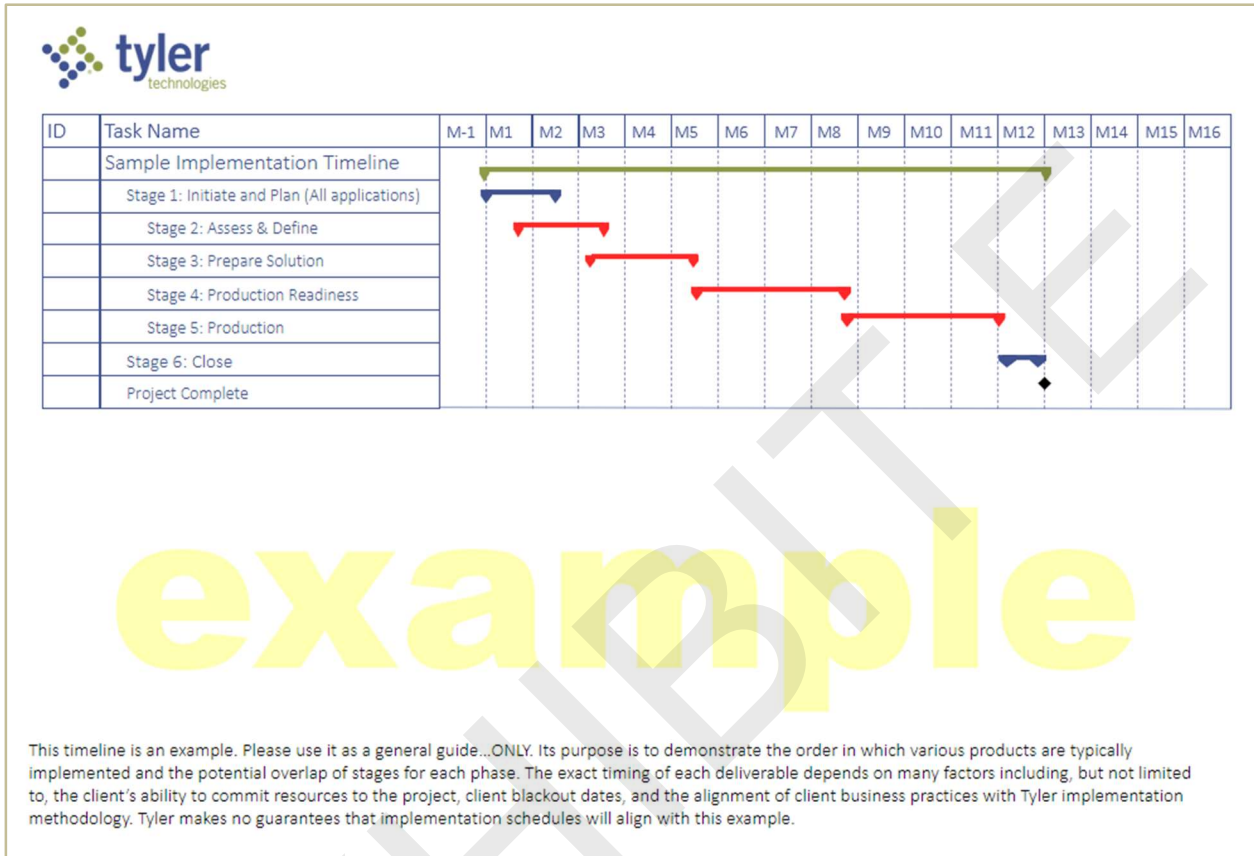 tyler
technologies
ID Task Name M-1 M1 M2 M3 M4 M5 M6 M7 M8 M9 M10 M11 M12 M13 M14 M15 M16
Sample Implementation Timeline
Stage 1: Initiate and Plan (All applications)
Stage 2: Assess & Define
Stage 3: Prepare Solution
Stage 4: Production Readiness
Stage 5: Production
Stage 6: Close
Project Complete
example
HIBIT E
This timeline is an example. Please use it as a general guide...ONLY. Its purpose is to demonstrate the order in which various products are typically
implemented and the potential overlap of stages for each phase. The exact timing of each deliverable depends on many factors including, but not limited
to, the client's ability to commit resources to the project, client blackout dates, and the alignment of client business practices with Tyler implementation
methodology. Tyler makes no guarantees that implementation schedules will align with this example.